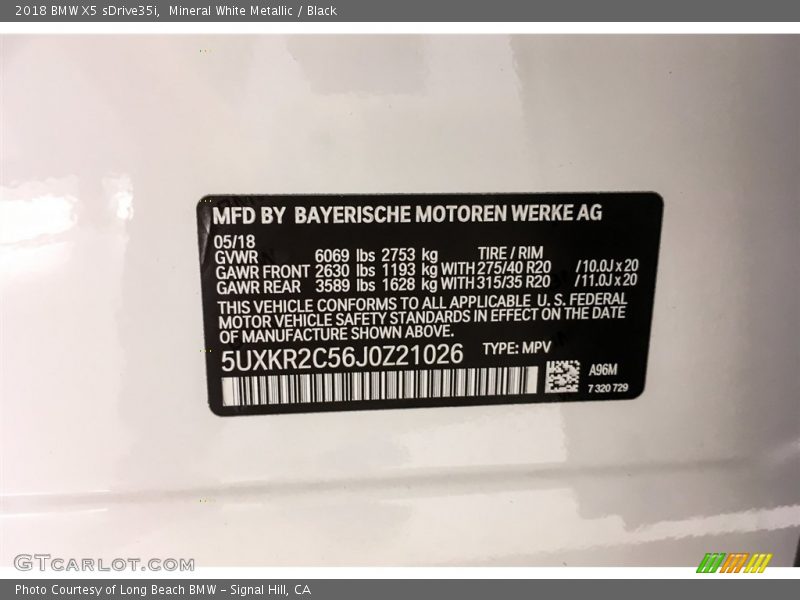 2018 BMW X5 sDrive35i,  Mineral White Metallic / Black
MFD BY BAYERISCHE MOTOREN WERKE AG
05/18
GVWR 6069 lbs 2753 kg TIRE / RIM
GAWR FRONT 2630 lbs 1193 kg WITH 275/40 R20 /10.0J x 20
GAWR REAR 3589 lbs 1628 kg WITH 315/35 R20 /11.0J x 20
THIS VEHICLE CONFORMS TO ALL APPLICABLE U. S. FEDERAL
MOTOR VEHICLE SAFETY STANDARDS IN EFFECT ON THE DATE
OF MANUFACTURE SHOWN ABOVE.
5UXKR2C56J0Z21026 TYPE: MPV
A96M
7 320 729
GTCARLOT.COM
Photo Courtesy of Long Beach BMW - Signal Hill, CA